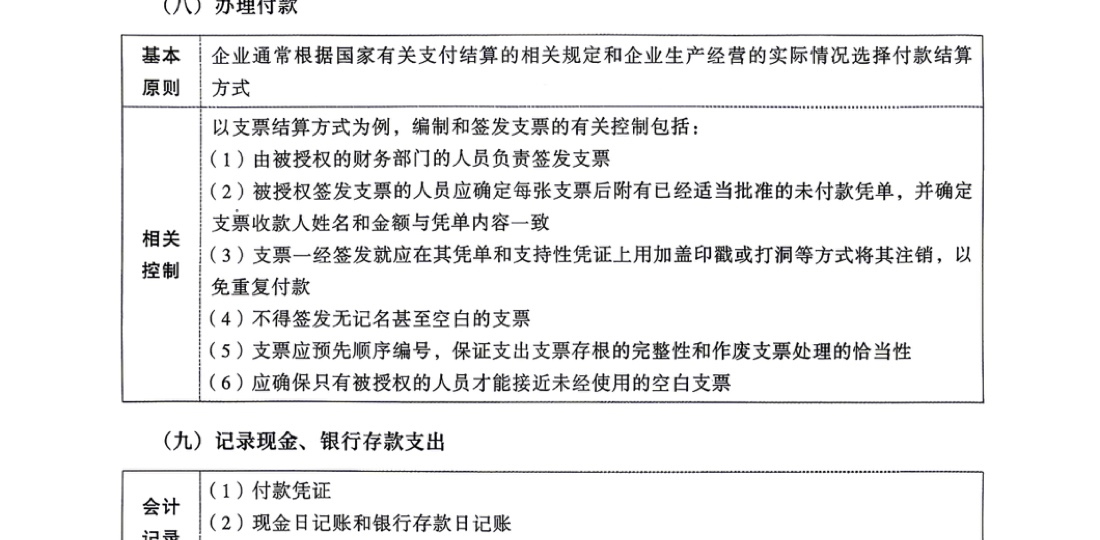 （八）办理付款
基本
原则
企业通常根据国家有关支付结算的相关规定和企业生产经营的实际情况选择付款结算
方式
相关
控制
以支票结算方式为例，编制和签发支票的有关控制包括：
（1）由被授权的财务部门的人员负责签发支票
（2）被授权签发支票的人员应确定每张支票后附有已经适当批准的未付款凭单，并确定
支票收款人姓名和金额与凭单内容一致
（3）支票一经签发就应在其凭单和支持性凭证上用加盖印戳或打洞等方式将其注销，以
免重复付款
（4）不得签发无记名甚至空白的支票
（5）支票应预先顺序编号，保证支出支票存根的完整性和作废支票处理的恰当性
（6）应确保只有被授权的人员才能接近未经使用的空白支票
（九）记录现金、银行存款支出
会计
记录
（1）付款凭证
（2）现金日记账和银行存款日记账